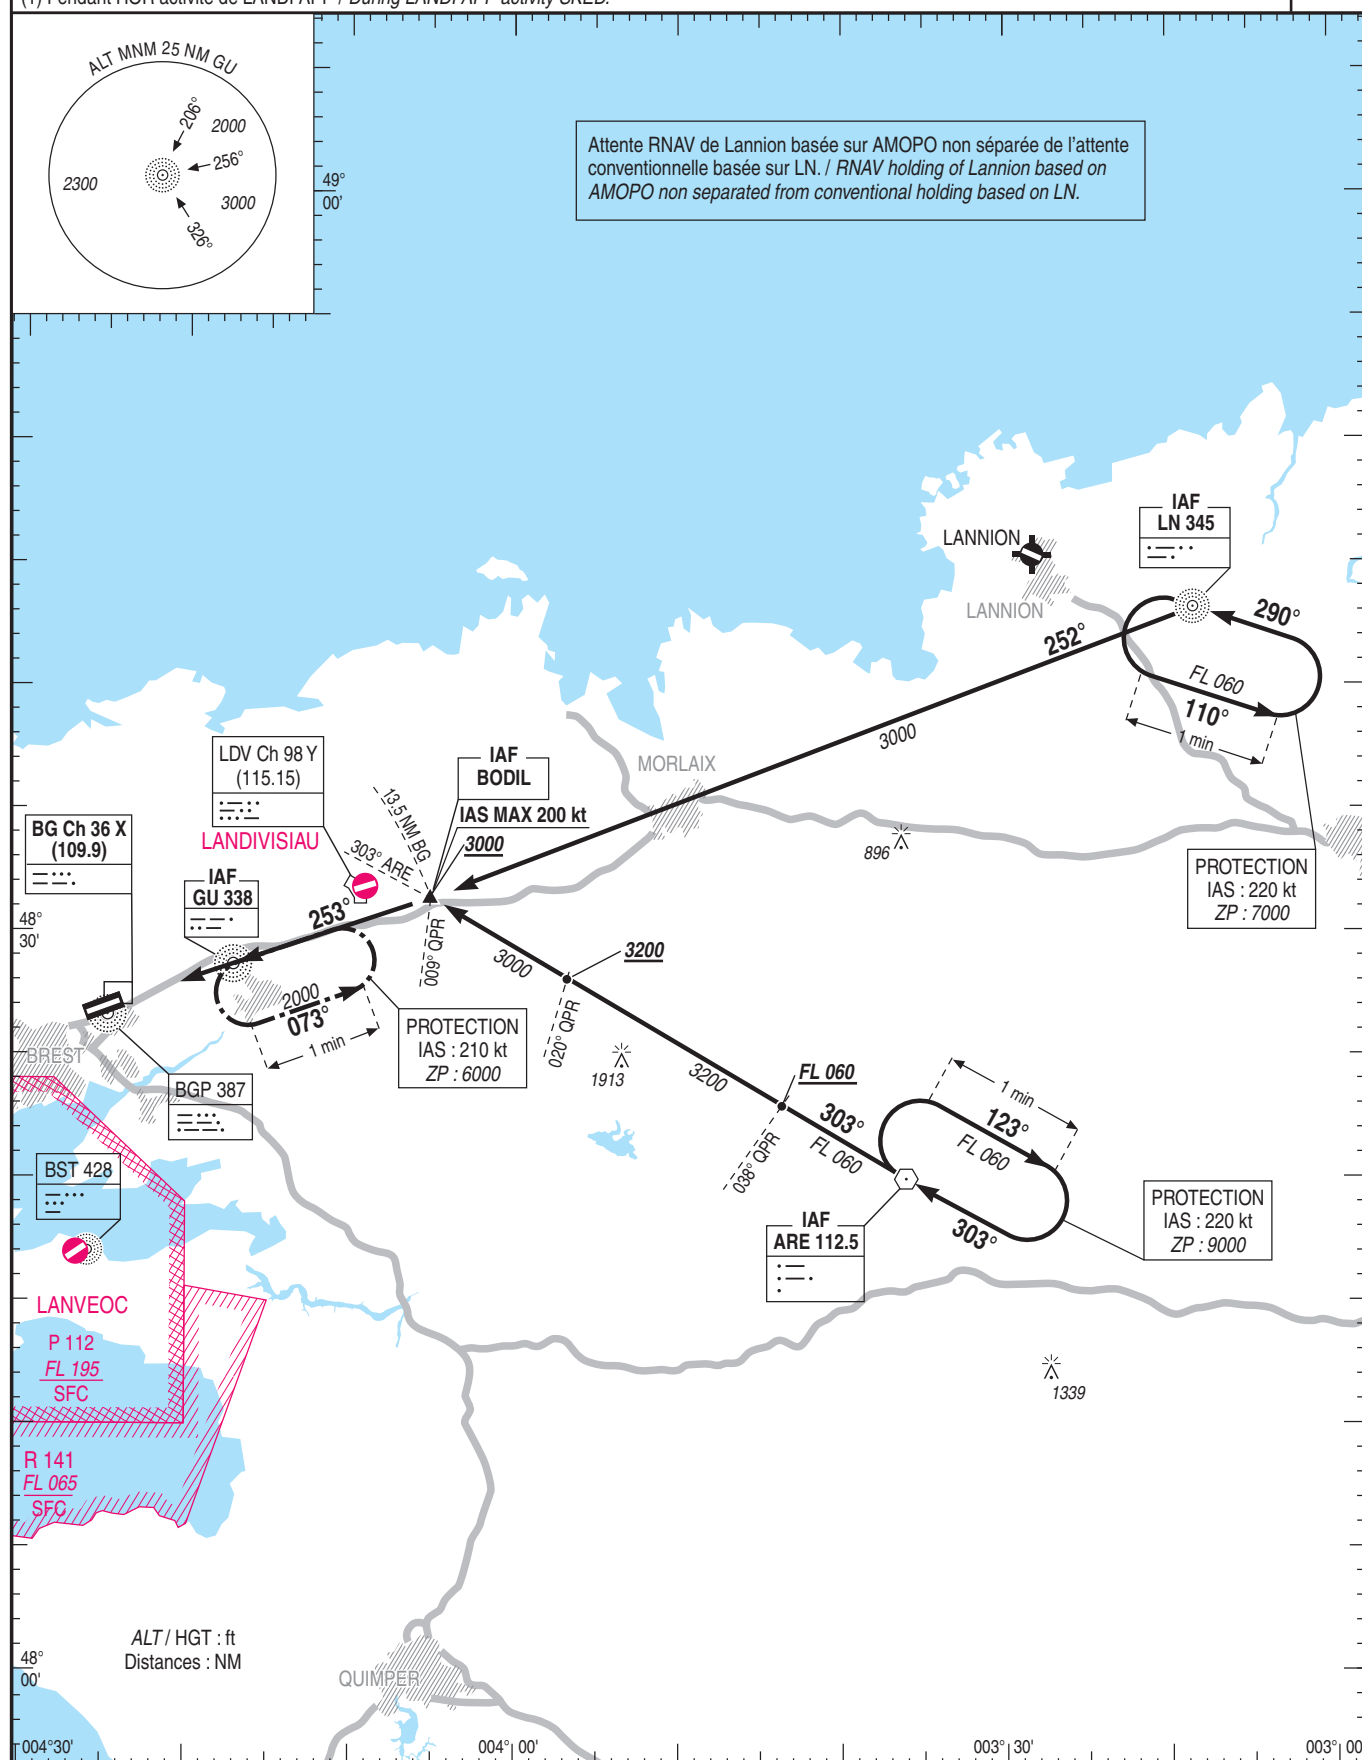 ALT MNM 25 NM GU
206°
2000
256°
2300
3000
326°
49°
00'
Attente RNAV de Lannion basée sur AMOPO non séparée de l'attente
conventionnelle basée sur LN. / RNAV holding of Lannion based on
AMOPO non separated from conventional holding based on LN.
IAF
LN 345
LANNION
LANNION
290°
252°
FL 060
110°
1 min
3000
LDV Ch 98 Y
(115.15)
IAF
BODIL
MORLAIX
13.5 NM BG
IAS MAX 200 kt
BG Ch 36 X
(109.9)
LANDIVISIAU
303° ARE
3000
896
PROTECTION
IAS : 220 kt
ZP : 7000
IAF
GU 338
253°
48°
30'
009° QPR
3000
3200
2000
073°
1 min
PROTECTION
IAS : 210 kt
ZP : 6000
020° QPR
1913
BREST
BGP 387
3200
FL 060
1 min
303°
123°
FL 060
FL 060
038° QPR
BST 428
PROTECTION
IAS : 220 kt
ZP : 9000
IAF
ARE 112.5
303°
LANVEOC
P 112
FL 195
SFC
1339
R 141
FL 065
SFC
ALT / HGT : ft
Distances : NM
48°
00'
QUIMPER
004°30'
004° 00'
003° 30'
003°00'